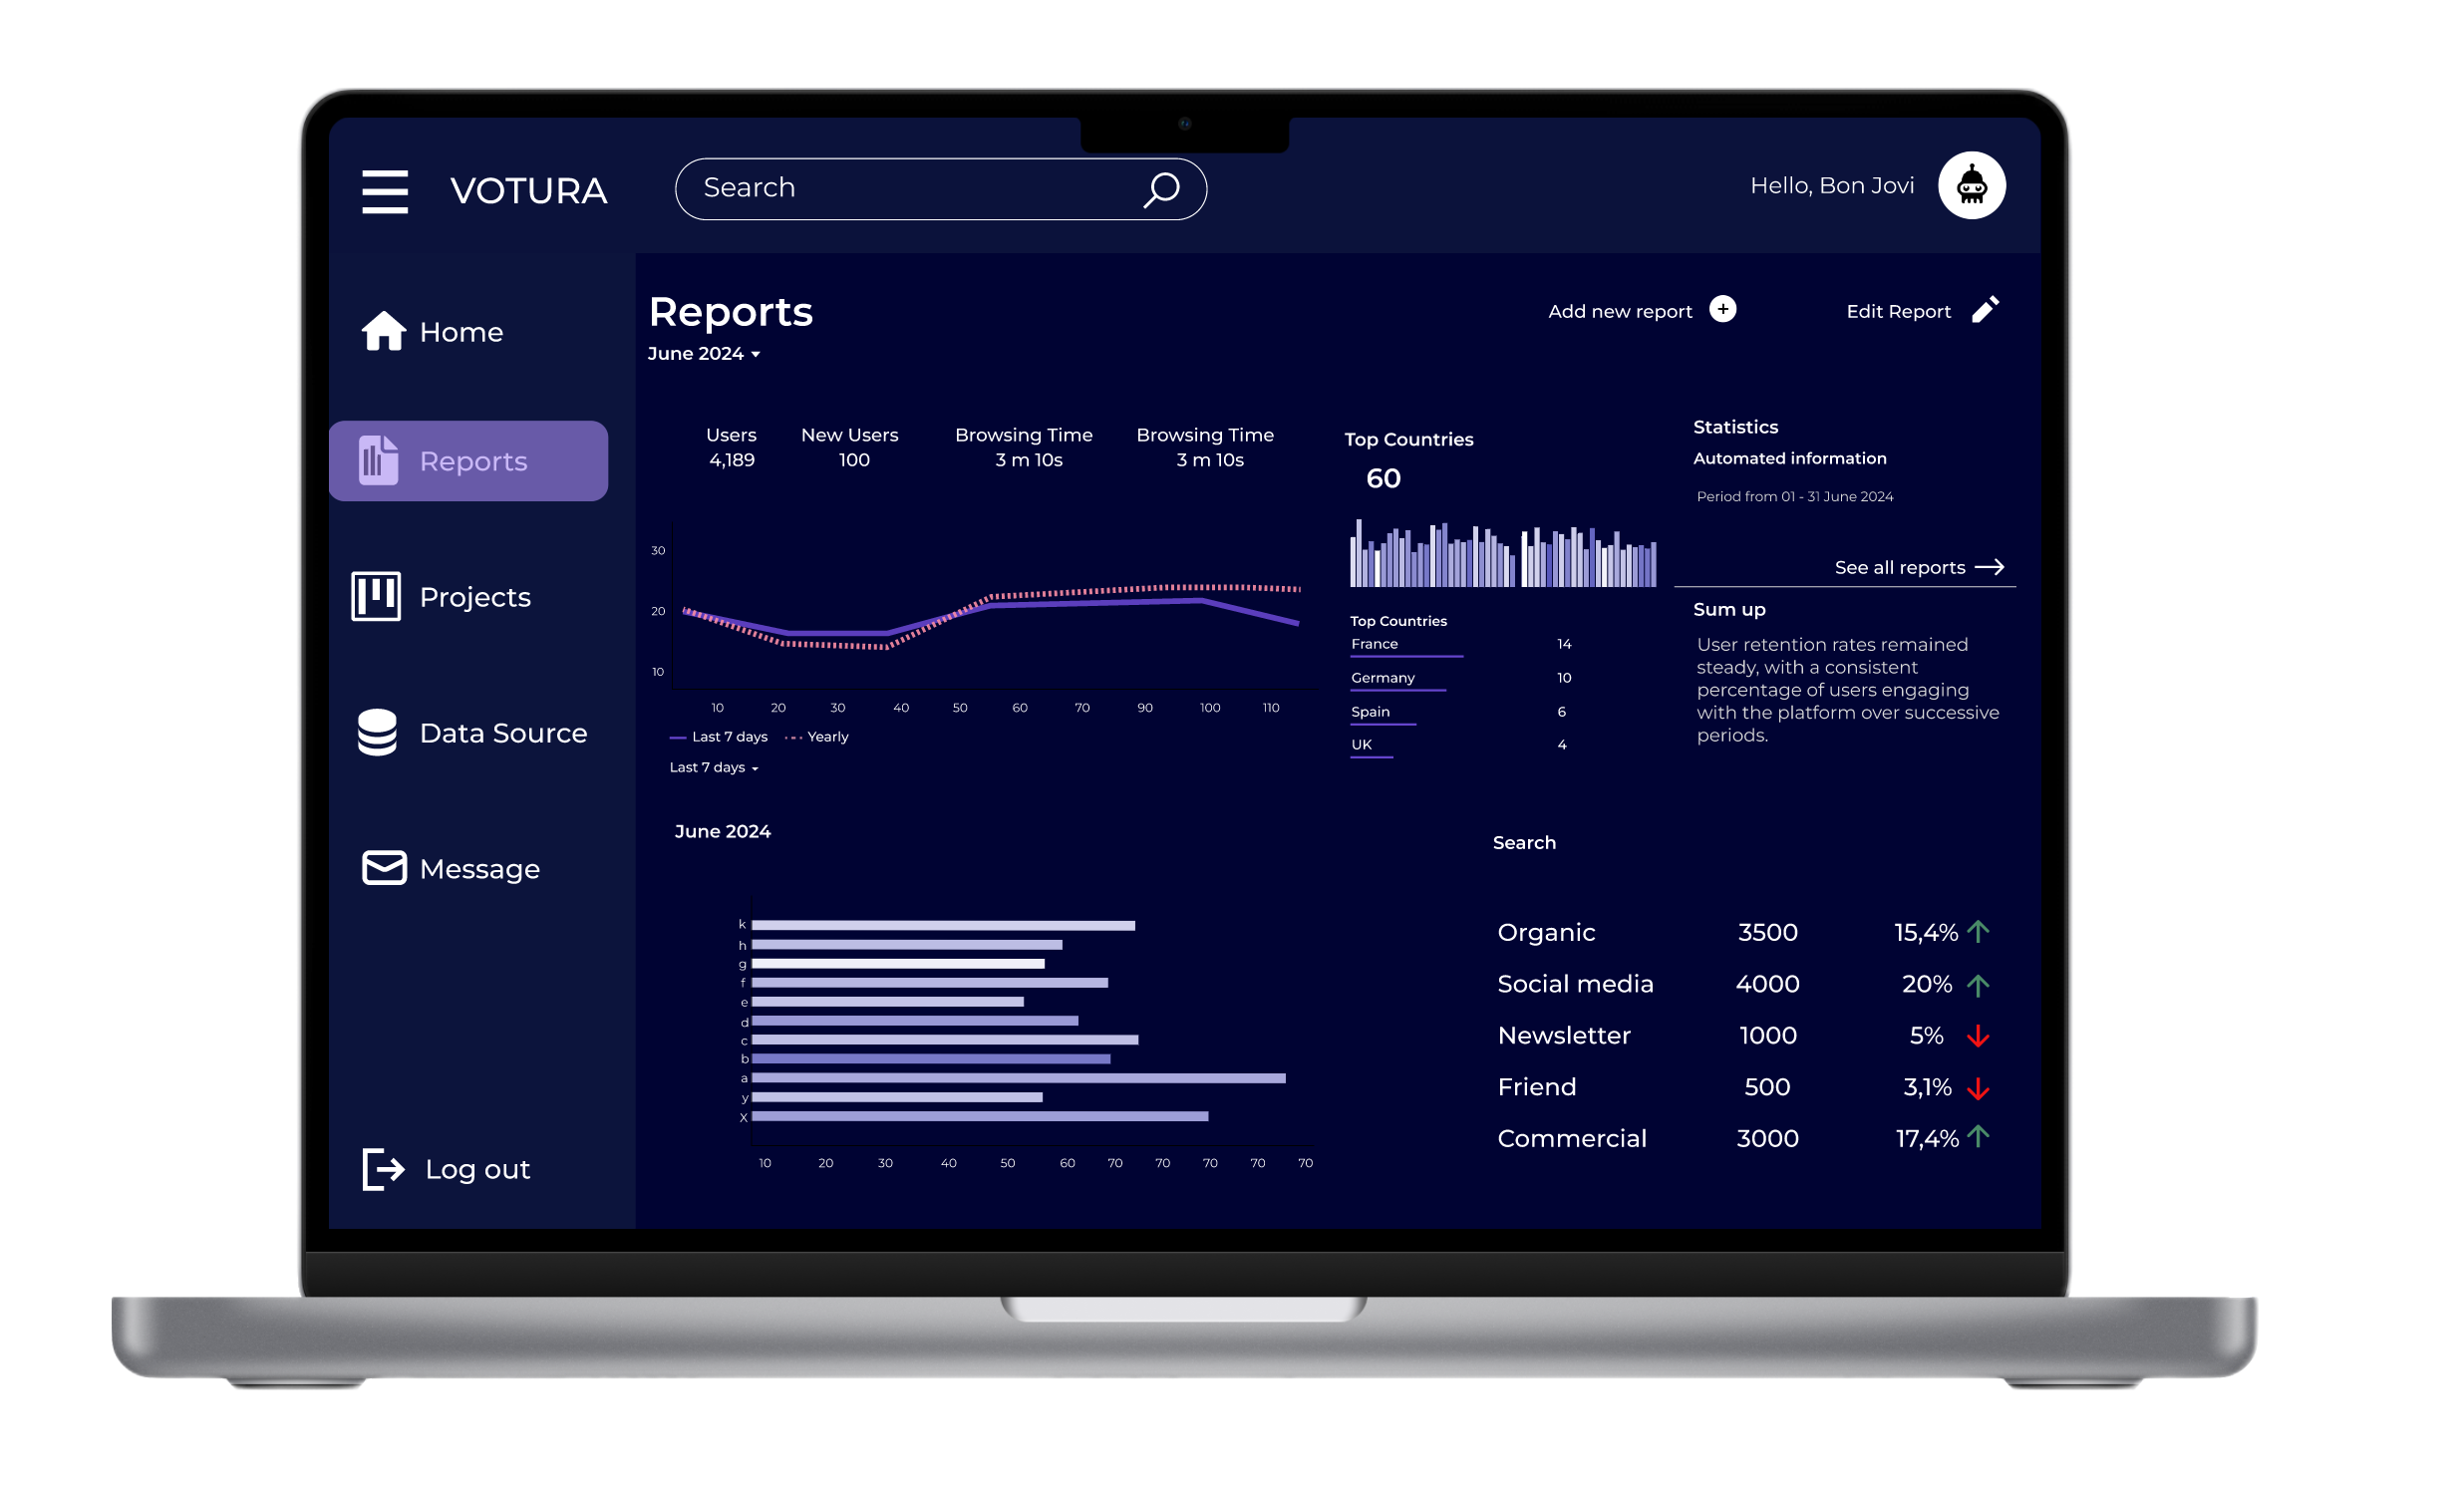 VOTURA
Search
Hello, Bon Jovi
Home
Reports
Projects
Data Source
Message
Log out
Reports
June 2024
Add new report
Edit Report
Users New Users Browsing Time Browsing Time
4,189 100 3 m 10s 3 m 10s
30
20
10
10 20 30 40 50 60 70 90 100 110
Last 7 days Yearly
Last 7 days
Top Countries
60
Top Countries
France 14
Germany 10
Spain 6
UK 4
Statistics
Automated information
Period from 01 - 31 June 2024
See all reports
Sum up
User retention rates remained
steady, with a consistent
percentage of users engaging
with the platform over successive
periods.
June 2024
k
h
g
f
e
d
c
b
a
y
X
10 20 30 40 50 60 70 70 70 70 70
Search
Organic 3500 15,4%
Social media 4000 20%
Newsletter 1000 5%
Friend 500 3,1%
Commercial 3000 17,4%